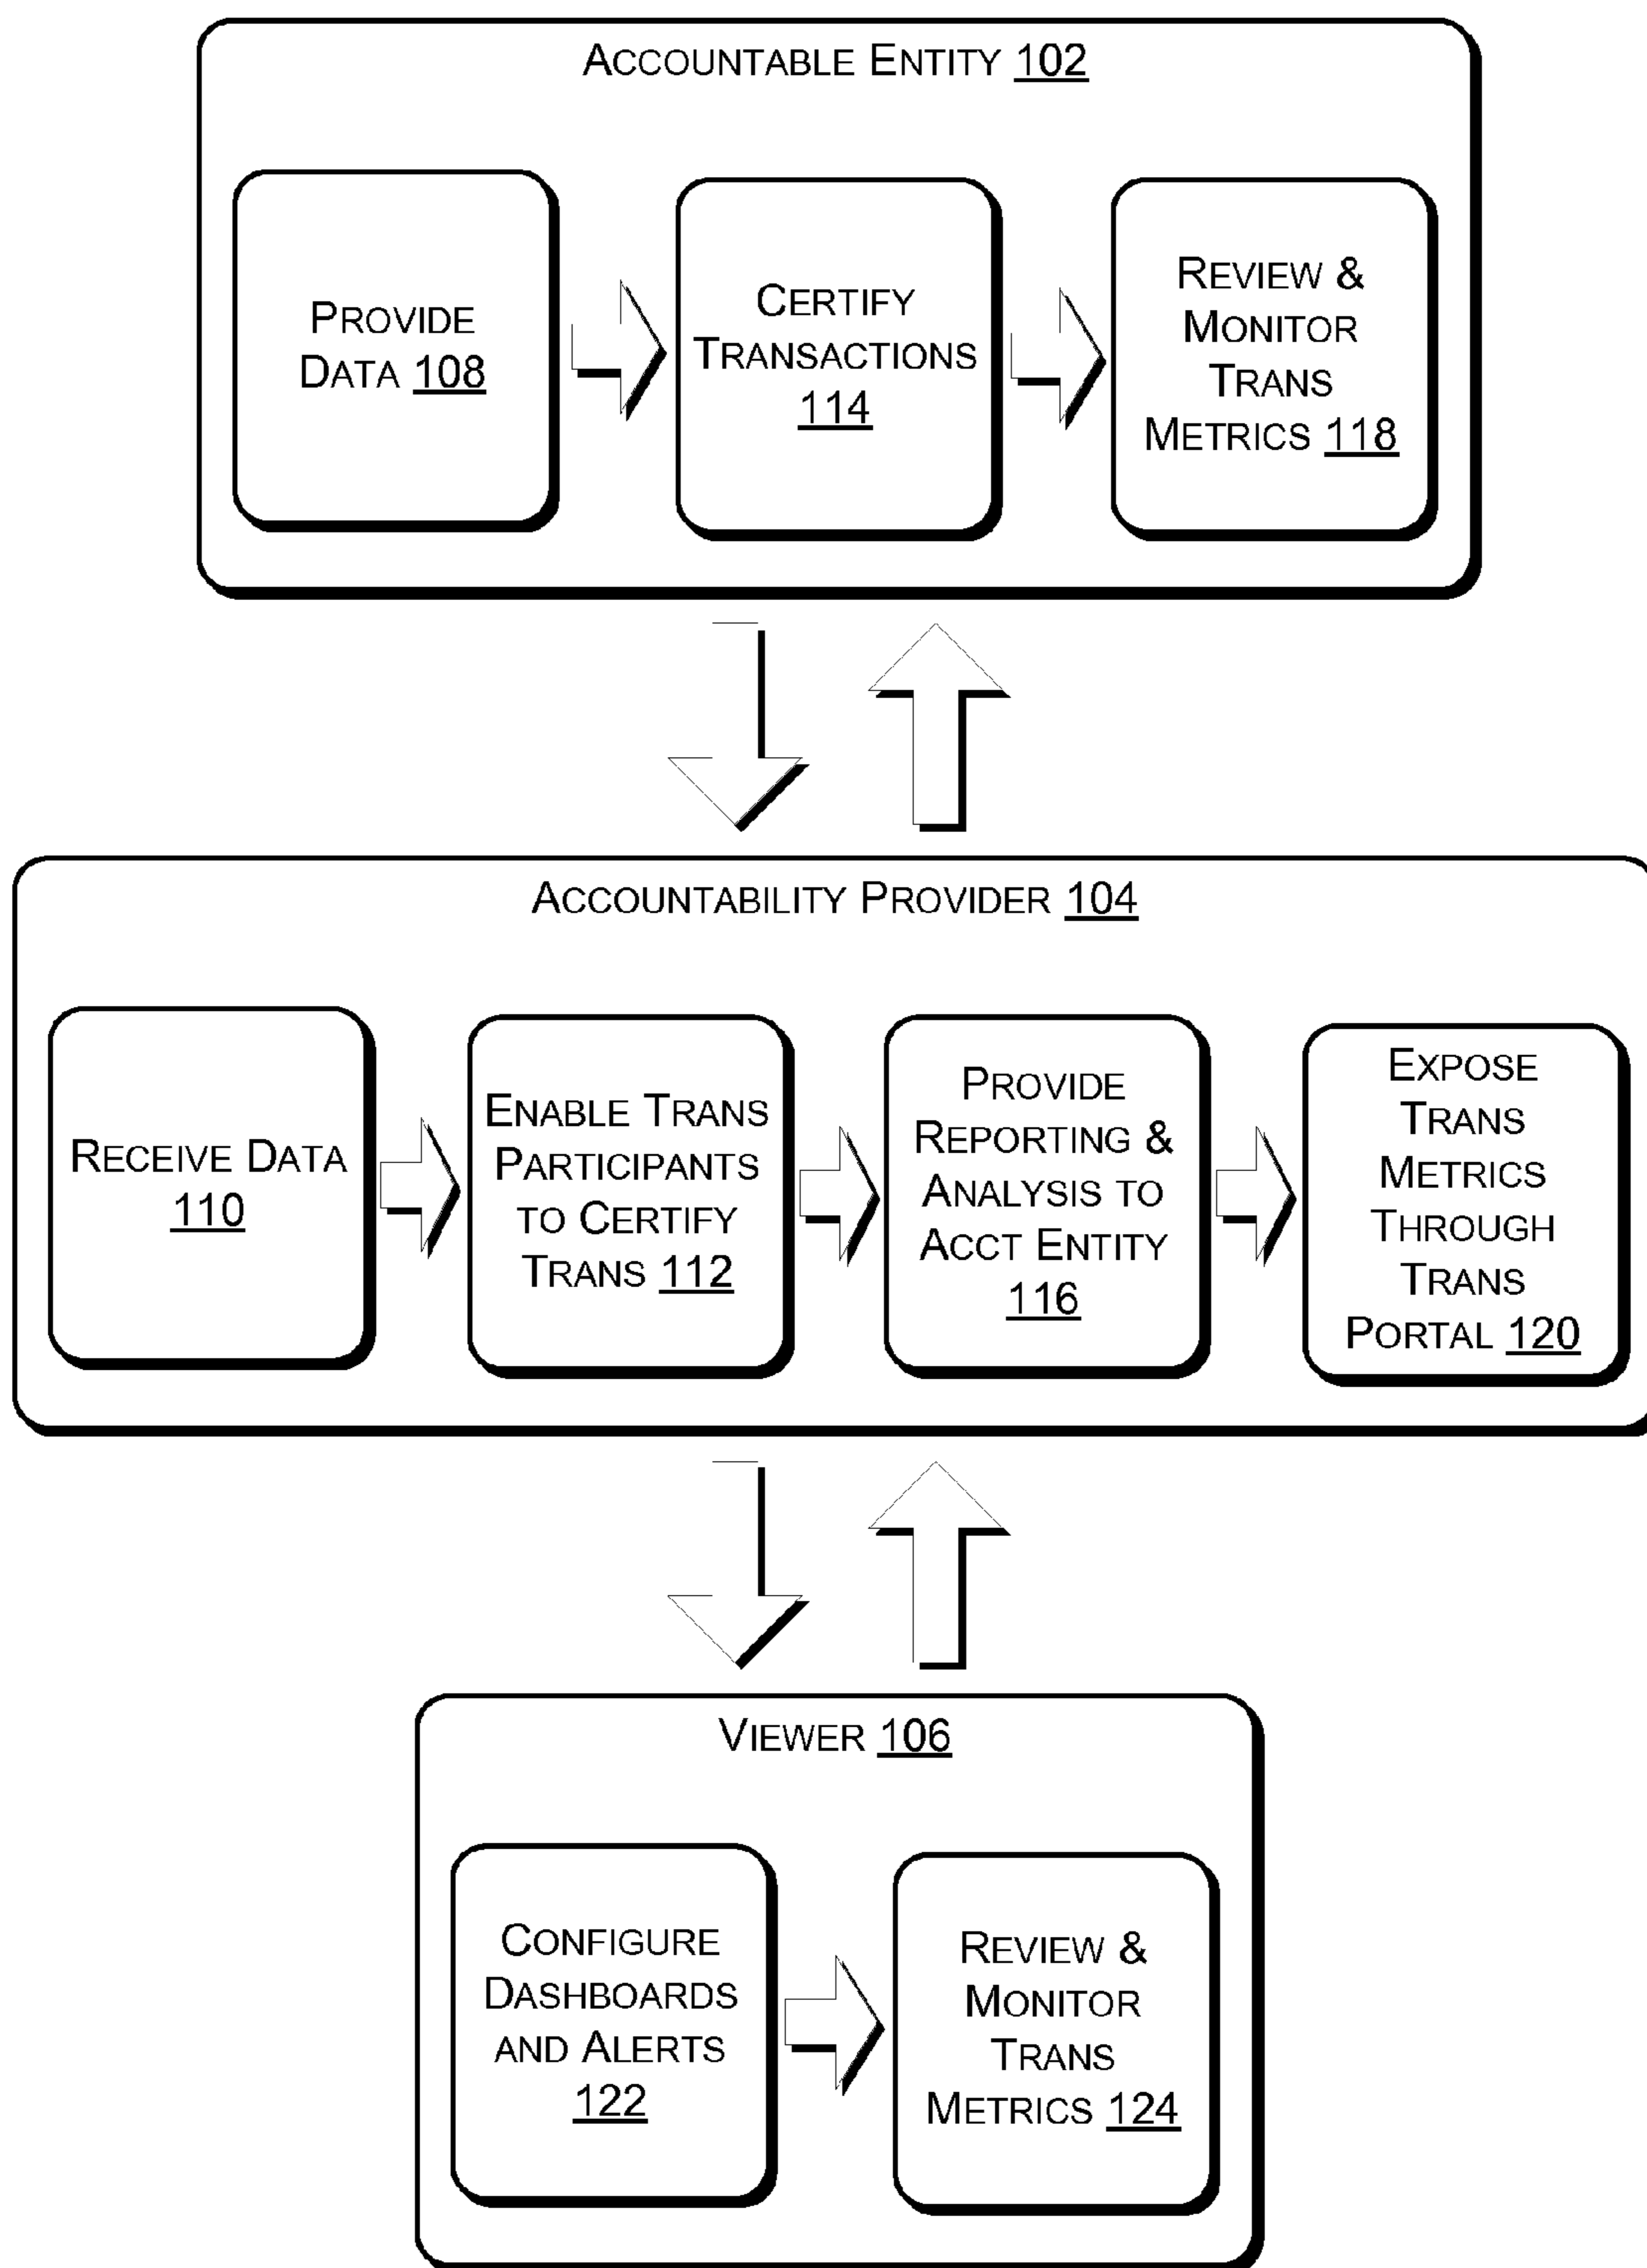 ACCOUNTABLE ENTITY 102
PROVIDE
DATA 108
CERTIFY
TRANSACTIONS
114
REVIEW &
MONITOR
TRANS
METRICS 118
ACCOUNTABILITY PROVIDER 104
RECEIVE DATA
110
ENABLE TRANS
PARTICIPANTS
TO CERTIFY
TRANS 112
PROVIDE
REPORTING &
ANALYSIS TO
ACCT ENTITY
116
EXPOSE
TRANS
METRICS
THROUGH
TRANS
PORTAL 120
VIEWER 106
CONFIGURE
DASHBOARDS
AND ALERTS
122
REVIEW &
MONITOR
TRANS
METRICS 124